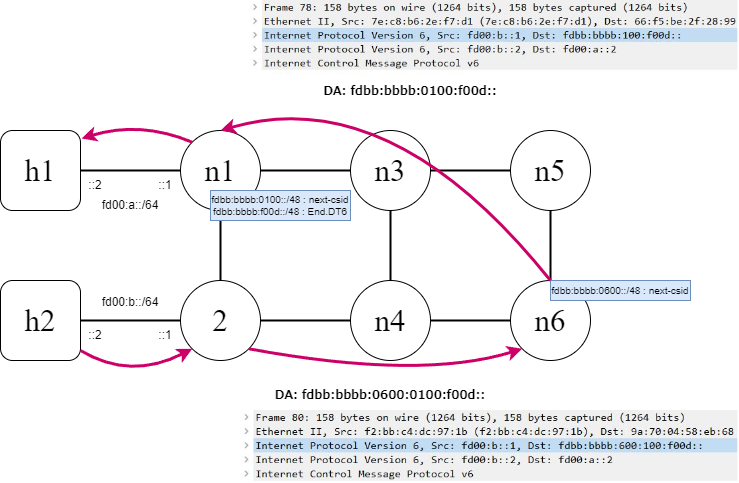 Frame 78: 158 bytes on wire (1264 bits), 158 bytes captured (1264 bits)
Ethernet II, Src: 7e:c8:b6:2e:f7:d1 (7e:c8:b6:2e:f7:d1), Dst: 66:f5:be:2f:28:99
Internet Protocol Version 6, Src: fd00:b::1, Dst: fdbb:bbbb:100:f00d::
Internet Protocol Version 6, Src: fd00:b::2, Dst: fd00:a::2
Internet Control Message Protocol v6
DA: fdbb:bbbb:0100:f00d::
h1
n1
n3
n5
::2
::1
fd00:a::/64
fdbb:bbbb:0100::/48 : next-csid
fdbb:bbbb:f00d::/48 : End.DT6
fdbb:bbbb:0600::/48 : next-csid
fd00:b::/64
h2
2
n4
n6
::2
::1
DA: fdbb:bbbb:0600:0100:f00d::
Frame 80: 158 bytes on wire (1264 bits), 158 bytes captured (1264 bits)
Ethernet II, Src: f2:bb:c4:dc:97:1b (f2:bb:c4:dc:97:1b), Dst: 9a:70:04:58:eb:68
Internet Protocol Version 6, Src: fd00:b::1, Dst: fdbb:bbbb:600:100:f00d::
Internet Protocol Version 6, Src: fd00:b::2, Dst: fd00:a::2
Internet Control Message Protocol v6